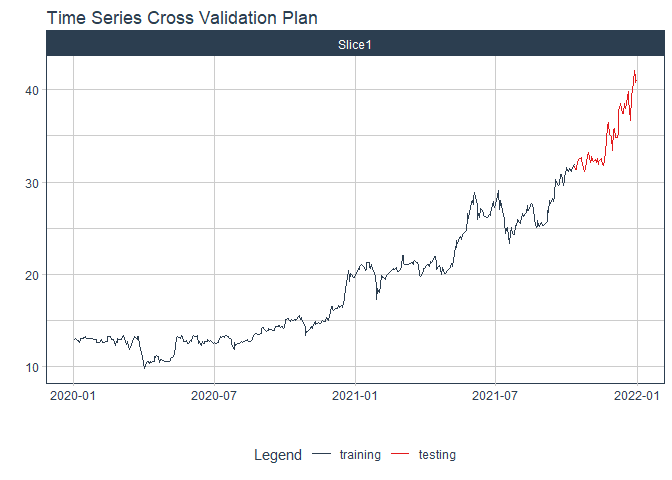 Time Series Cross Validation Plan
Slice1
40
30
20
10
2020-01 2020-07 2021-01 2021-07 2022-01
Legend training testing